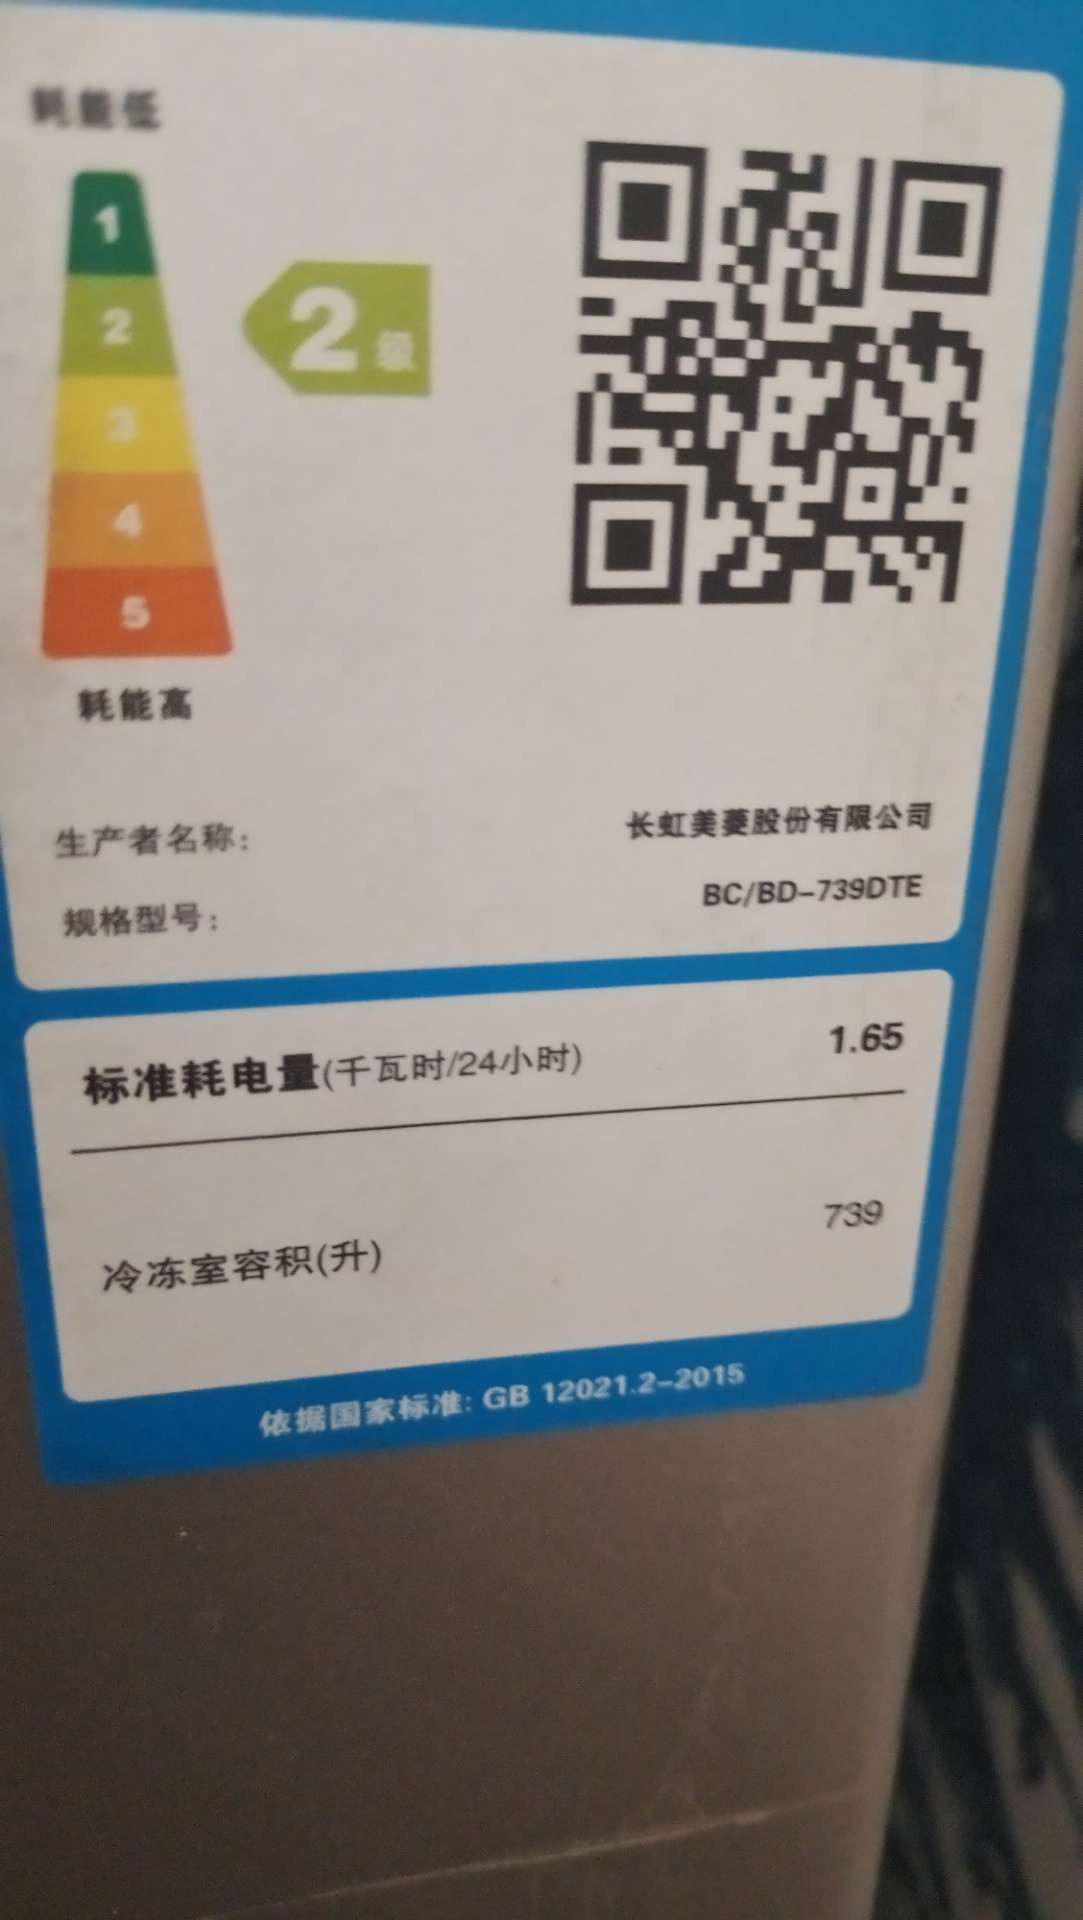 耗能低
1
2
2级
3
4
5
耗能高
生产者名称: 长虹美菱股份有限公司
规格型号: BC/BD-739DTE
标准耗电量(千瓦时/24小时) 1.65
冷冻室容积(升) 739
依据国家标准: GB 12021.2-2015